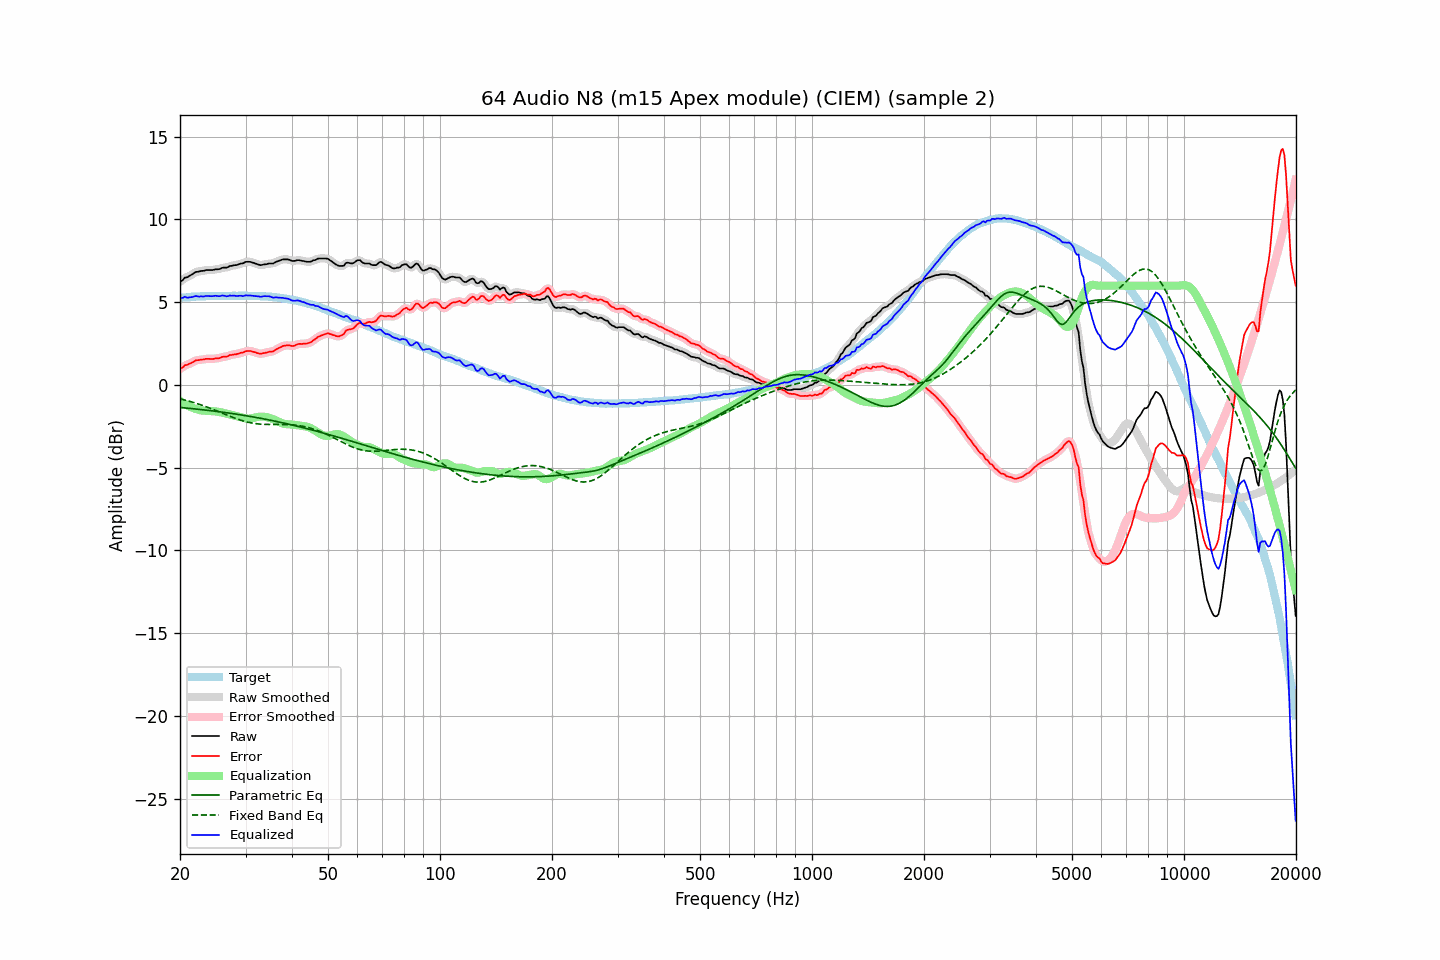 64 Audio N8 (m15 Apex module) (CIEM) (sample 2)
15
10
5
0
−5
−10
−15
−20
−25
Amplitude (dBr)
Target
Raw Smoothed
Error Smoothed
Raw
Error
Equalization
Parametric Eq
Fixed Band Eq
Equalized
20
50
100
200
500
1000
2000
5000
10000
20000
Frequency (Hz)